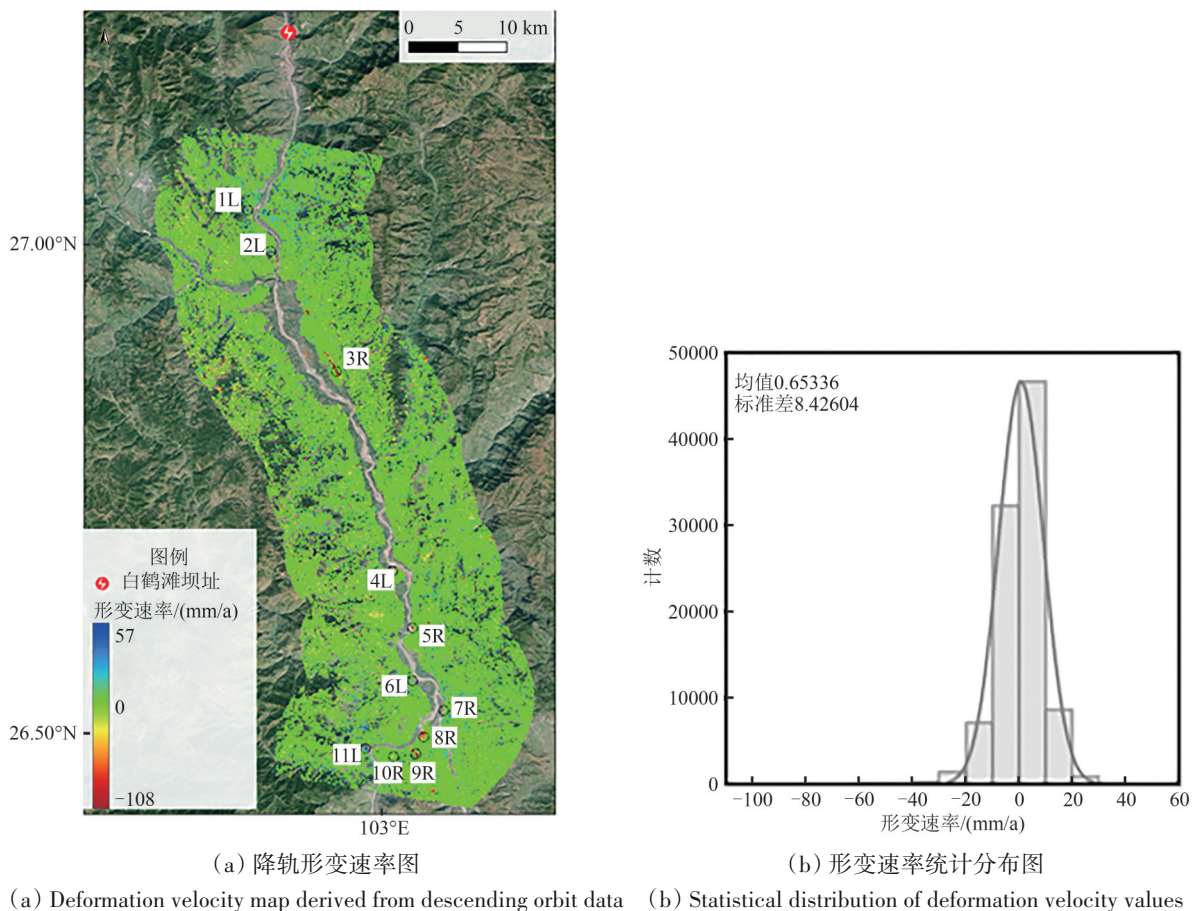 0 5 10 km
1L
27.00°N
2L
3R
4L
5R
6L
7R
8R
9R
10R
11L
26.50°N
103°E
图例
白鹤滩坝址
形变速率/(mm/a)
57
0
−108
(a) 降轨形变速率图
(a) Deformation velocity map derived from descending orbit data
50000
40000
30000
20000
10000
0
计数
均值0.65336
标准差8.42604
−100 −80 −60 −40 −20 0 20 40 60
形变速率/(mm/a)
(b) 形变速率统计分布图
(b) Statistical distribution of deformation velocity values